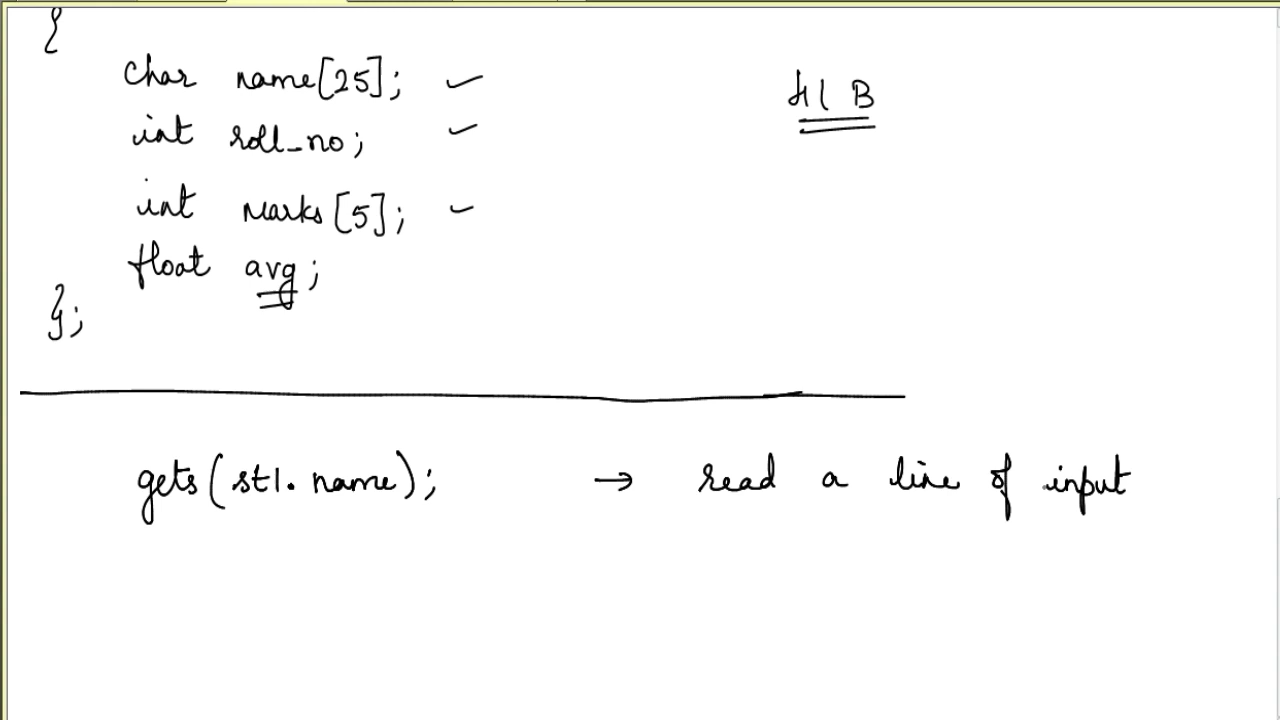 {
char name[25]; ✓
int roll_no; ✓
int marks[5]; ✓
float avg;
};
B
gets(st1.name); → read a line of input